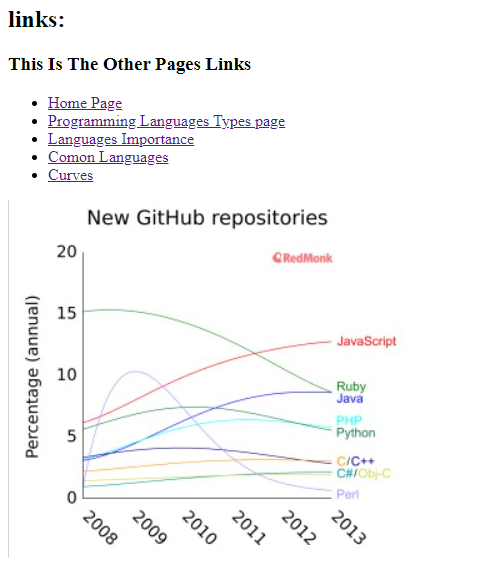 links:
This Is The Other Pages Links
Home Page
Programming Languages Types page
Languages Importance
Comon Languages
Curves
New GitHub repositories
RedMonk
Percentage (annual)
20
15
10
5
0
JavaScript
Ruby
Java
PHP
Python
C/C++
C#/Obj-C
Perl
2008 2009 2010 2011 2012 2013